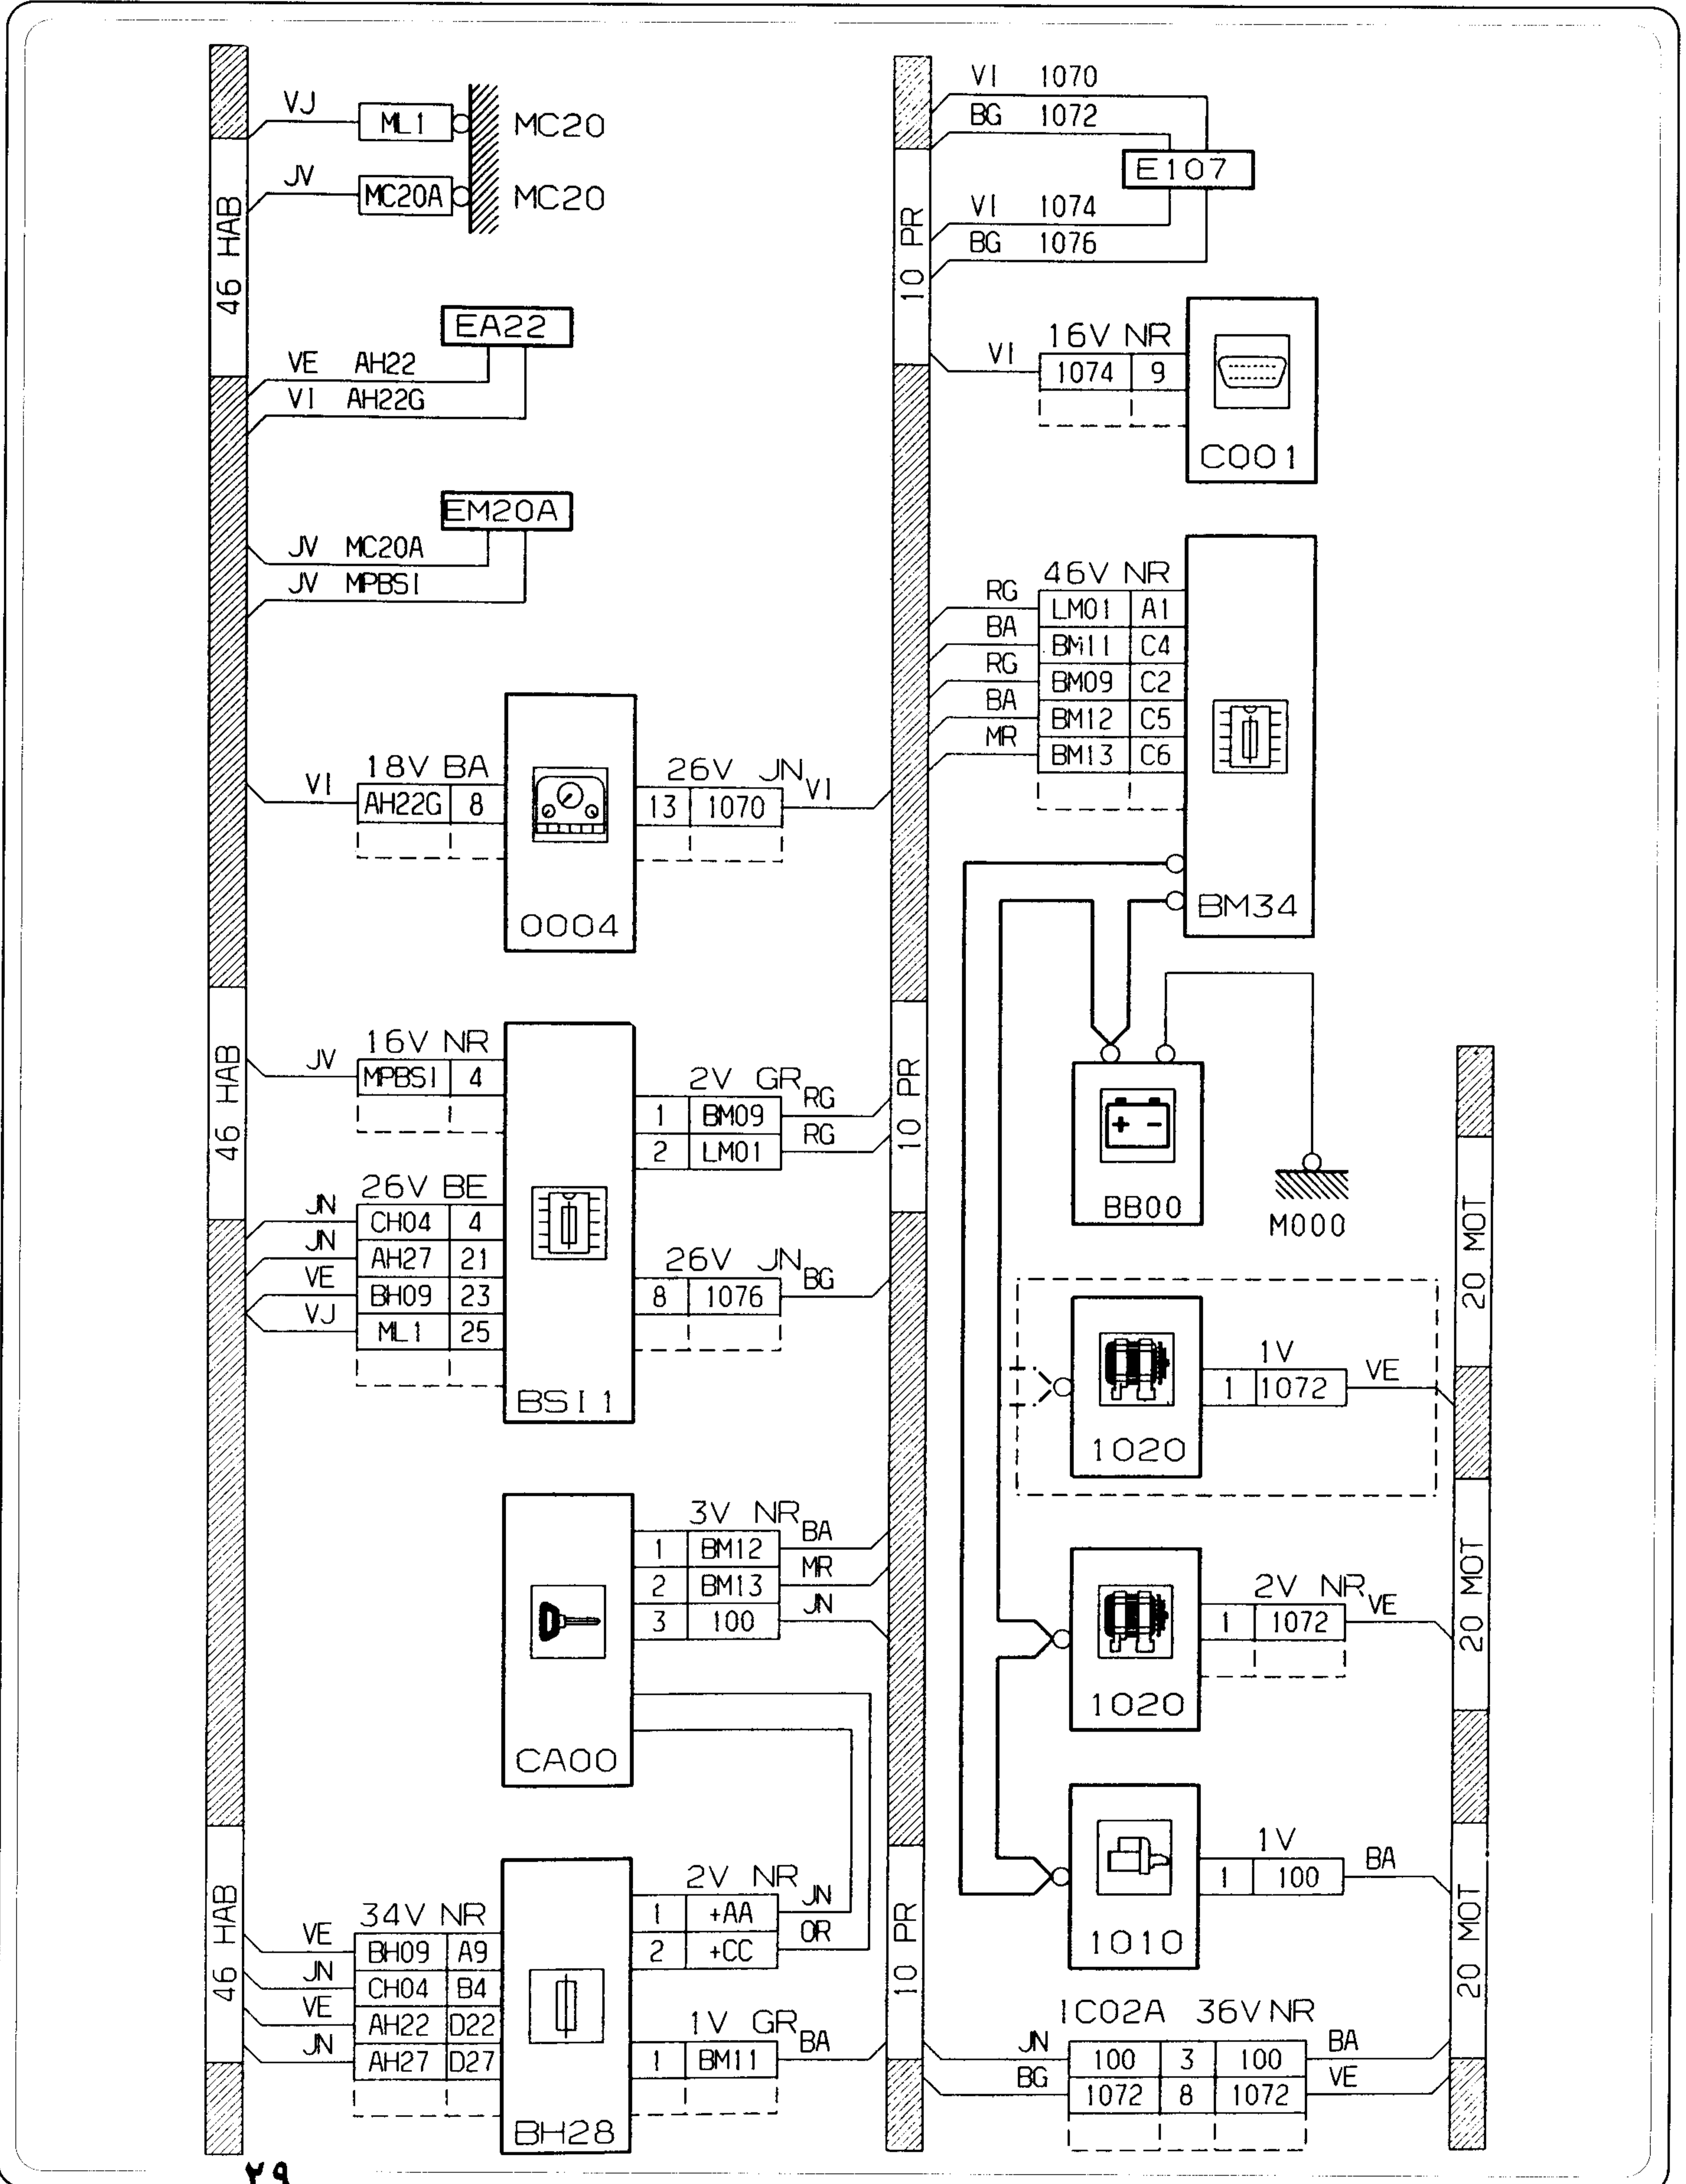 VJ ML1 MC20
JV MC20A MC20
46 HAB
EA22
VE AH22
VI AH22G
EM20A
JV MC20A
JV MPBSI
18V BA
VI AH22G 8
26V JN
13 1070 VI
0004
46 HAB
16V NR
JV MPBSI 4
2V GR
1 BM09 RG
2 LM01 RG
26V BE
JN CH04 4
JN AH27 21
VE BH09 23
VJ ML1 25
26V JN
8 1076 BG
BSI1
3V NR
1 BM12 BA
2 BM13 MR
3 100 JN
CA00
46 HAB
34V NR
VE BH09 A9
JN CH04 B4
VE AH22 D22
JN AH27 D27
2V NR
1 +AA JN
2 +CC OR
1V GR
1 BM11 BA
BH28
10 PR
VI 1070
BG 1072
E107
VI 1074
BG 1076
16V NR
VI 1074 9
C001
46V NR
RG LM01 A1
BA BM11 C4
RG BM09 C2
BA BM12 C5
MR BM13 C6
BM34
10 PR
+ -
BB00
M000
20 MOT
1V
1 1072 VE
1020
20 MOT
2V NR
1 1072 VE
1020
1V
1 100 BA
1010
10 PR
20 MOT
IC02A 36V NR
JN 100 3 100 BA
BG 1072 8 1072 VE
۲۹